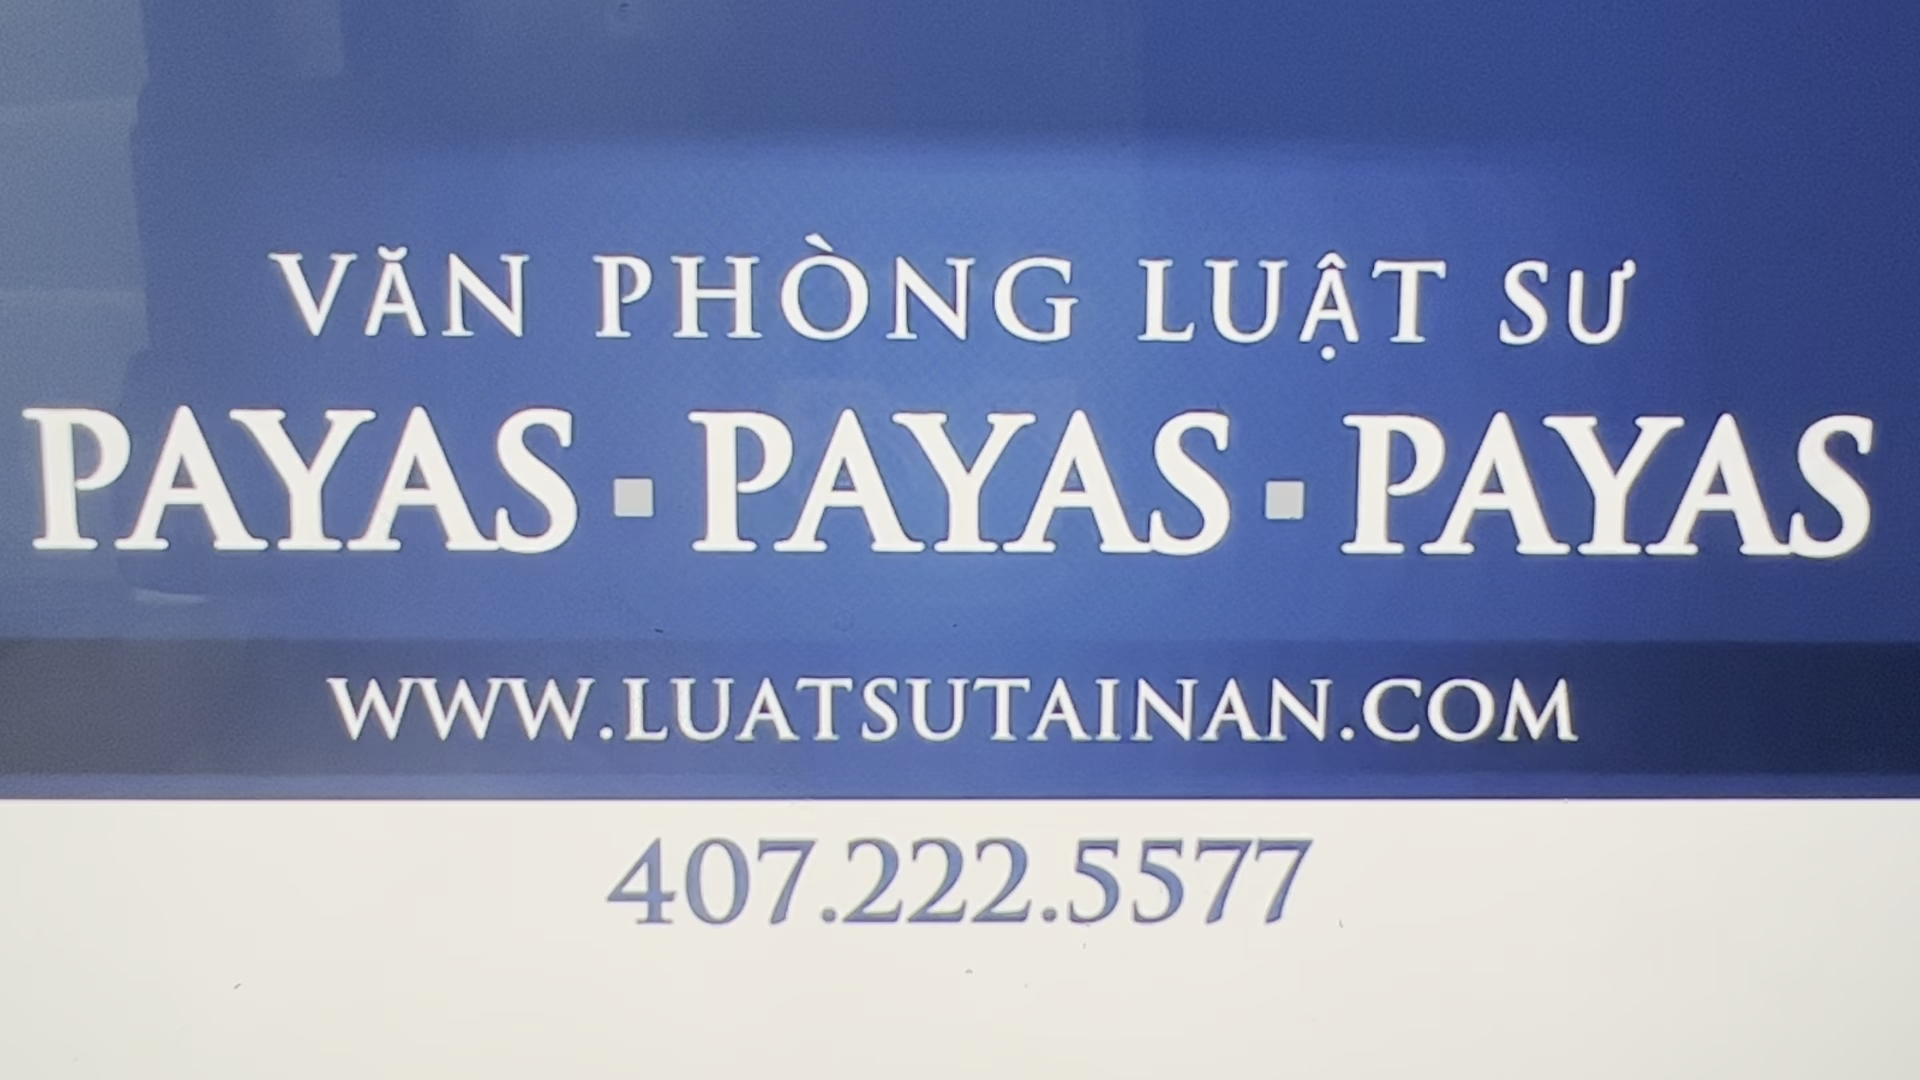 VĂN PHÒNG LUẬT SƯ
PAYAS ▪ PAYAS ▪ PAYAS
WWW.LUATSUTAINAN.COM
407.222.5577